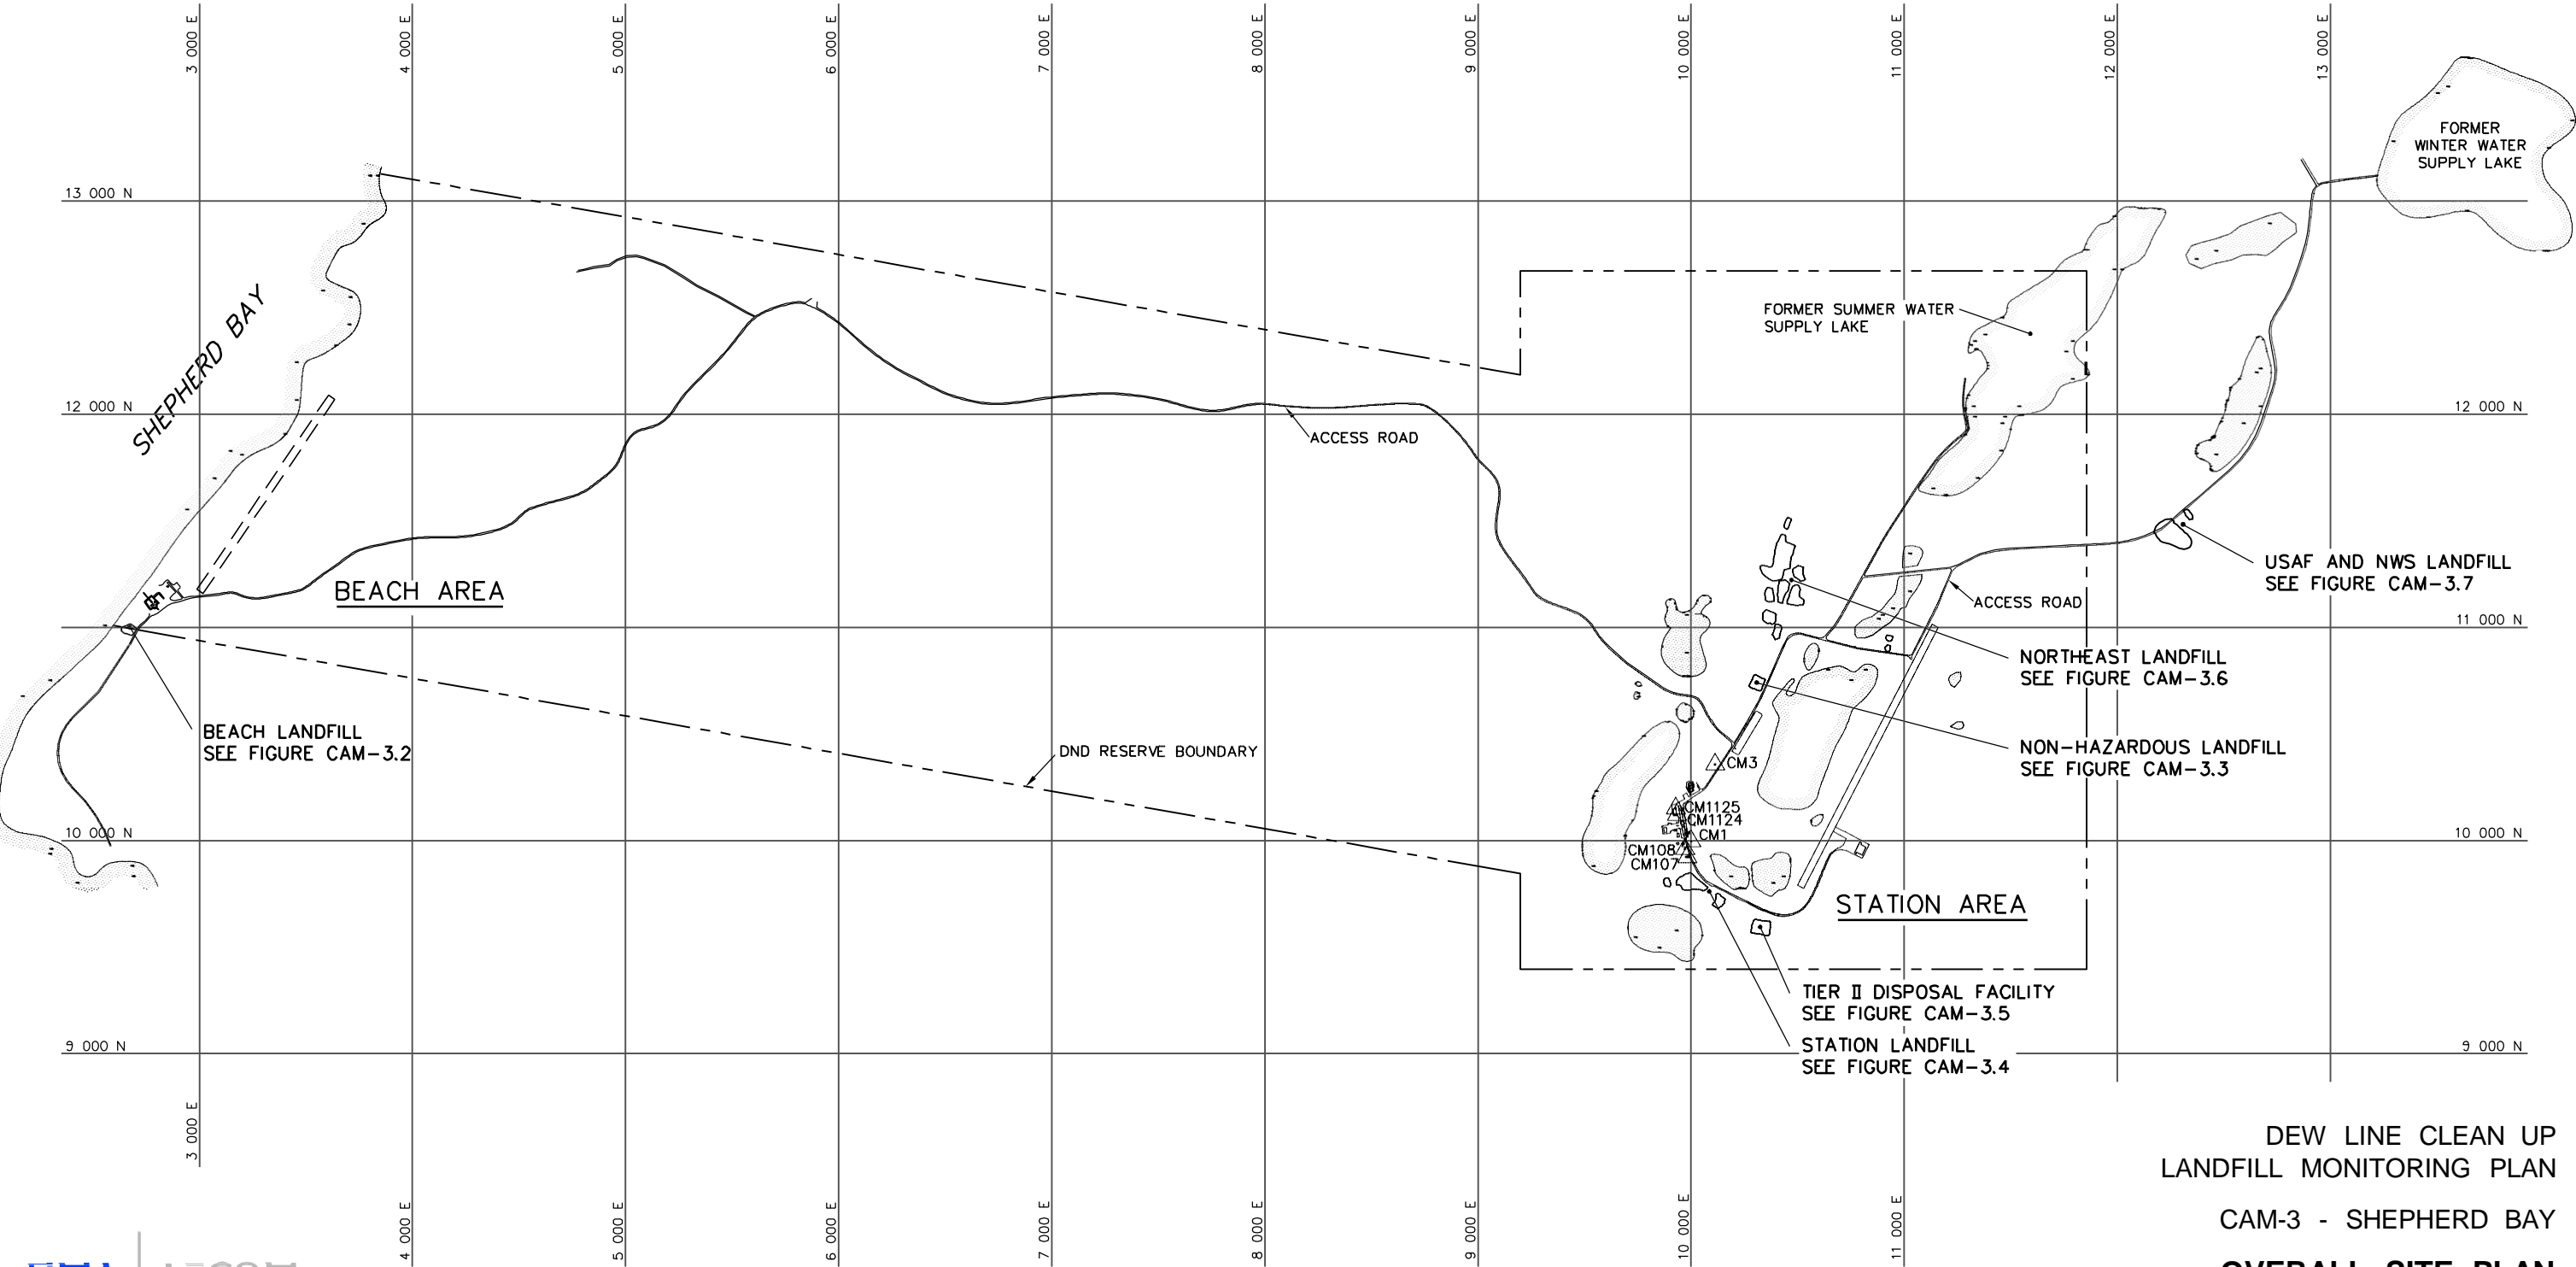 3 000 E
4 000 E
5 000 E
6 000 E
7 000 E
8 000 E
9 000 E
10 000 E
11 000 E
12 000 E
13 000 E
FORMER
WINTER WATER
SUPPLY LAKE
13 000 N
SHEPHERD BAY
FORMER SUMMER WATER
SUPPLY LAKE
12 000 N
12 000 N
ACCESS ROAD
BEACH AREA
USAF AND NWS LANDFILL
SEE FIGURE CAM-3.7
ACCESS ROAD
11 000 N
NORTHEAST LANDFILL
SEE FIGURE CAM-3.6
BEACH LANDFILL
SEE FIGURE CAM-3.2
DND RESERVE BOUNDARY
NON-HAZARDOUS LANDFILL
SEE FIGURE CAM-3.3
CM3
CM1125
CM1124
CM1
CM108
CM107
10 000 N
10 000 N
STATION AREA
TIER II DISPOSAL FACILITY
SEE FIGURE CAM-3.5
STATION LANDFILL
SEE FIGURE CAM-3.4
9 000 N
9 000 N
3 000 E
4 000 E
5 000 E
6 000 E
7 000 E
8 000 E
9 000 E
10 000 E
11 000 E
DEW LINE CLEAN UP
LANDFILL MONITORING PLAN
CAM-3 - SHEPHERD BAY
OVERALL SITE PLAN